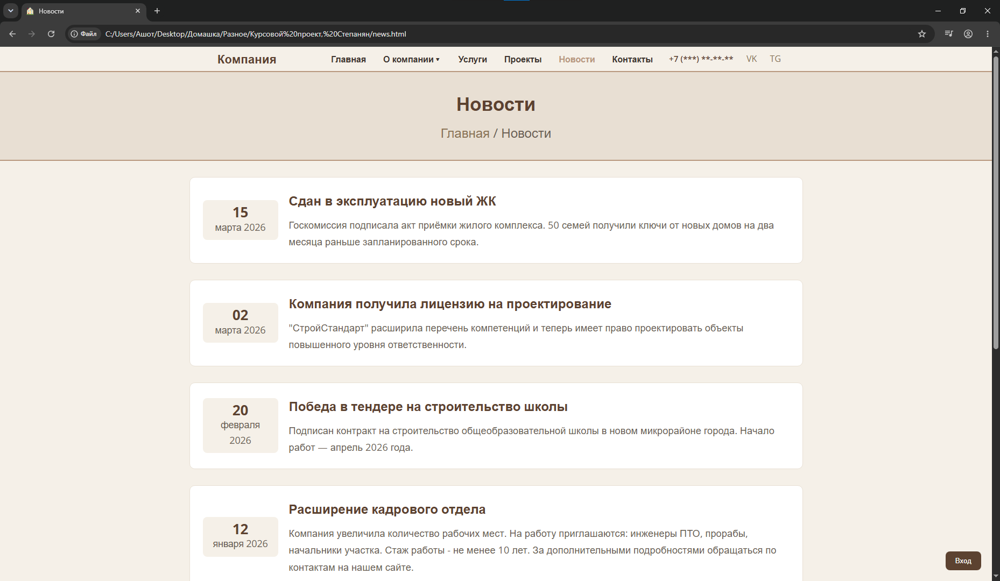 Новости
Файл C:/Users/Ашот/Desktop/Домашка/Разное/Курсовой%20проект,%20Степанян/news.html
Компания Главная О компании ▾ Услуги Проекты Новости Контакты +7 (***) **-**-** VK TG
Новости
Главная / Новости
15
марта 2026
Сдан в эксплуатацию новый ЖК
Госкомиссия подписала акт приёмки жилого комплекса. 50 семей получили ключи от новых домов на два
месяца раньше запланированного срока.
02
марта 2026
Компания получила лицензию на проектирование
"СтройСтандарт" расширила перечень компетенций и теперь имеет право проектировать объекты
повышенного уровня ответственности.
20
февраля
2026
Победа в тендере на строительство школы
Подписан контракт на строительство общеобразовательной школы в новом микрорайоне города. Начало
работ — апрель 2026 года.
12
января 2026
Расширение кадрового отдела
Компания увеличила количество рабочих мест. На работу приглашаются: инженеры ПТО, прорабы,
начальники участка. Стаж работы - не менее 10 лет. За дополнительными подробностями обращаться по
контактам на нашем сайте.
Вход